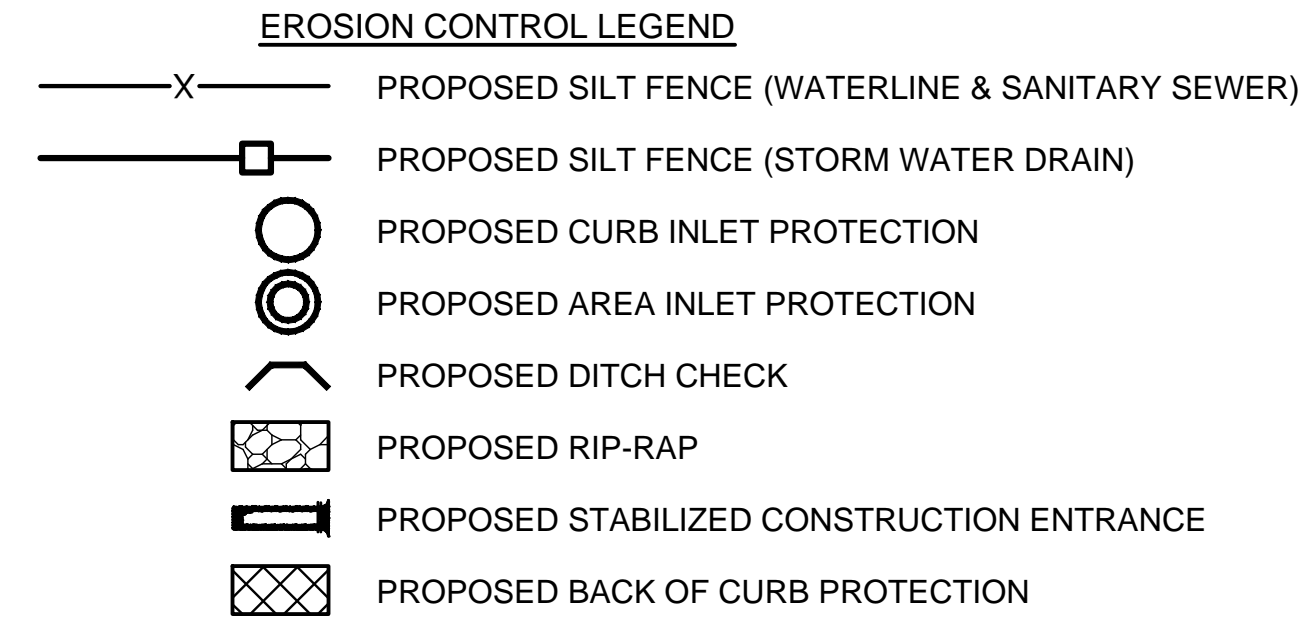 EROSION CONTROL LEGEND
X PROPOSED SILT FENCE (WATERLINE & SANITARY SEWER)
PROPOSED SILT FENCE (STORM WATER DRAIN)
PROPOSED CURB INLET PROTECTION
PROPOSED AREA INLET PROTECTION
PROPOSED DITCH CHECK
PROPOSED RIP-RAP
PROPOSED STABILIZED CONSTRUCTION ENTRANCE
PROPOSED BACK OF CURB PROTECTION